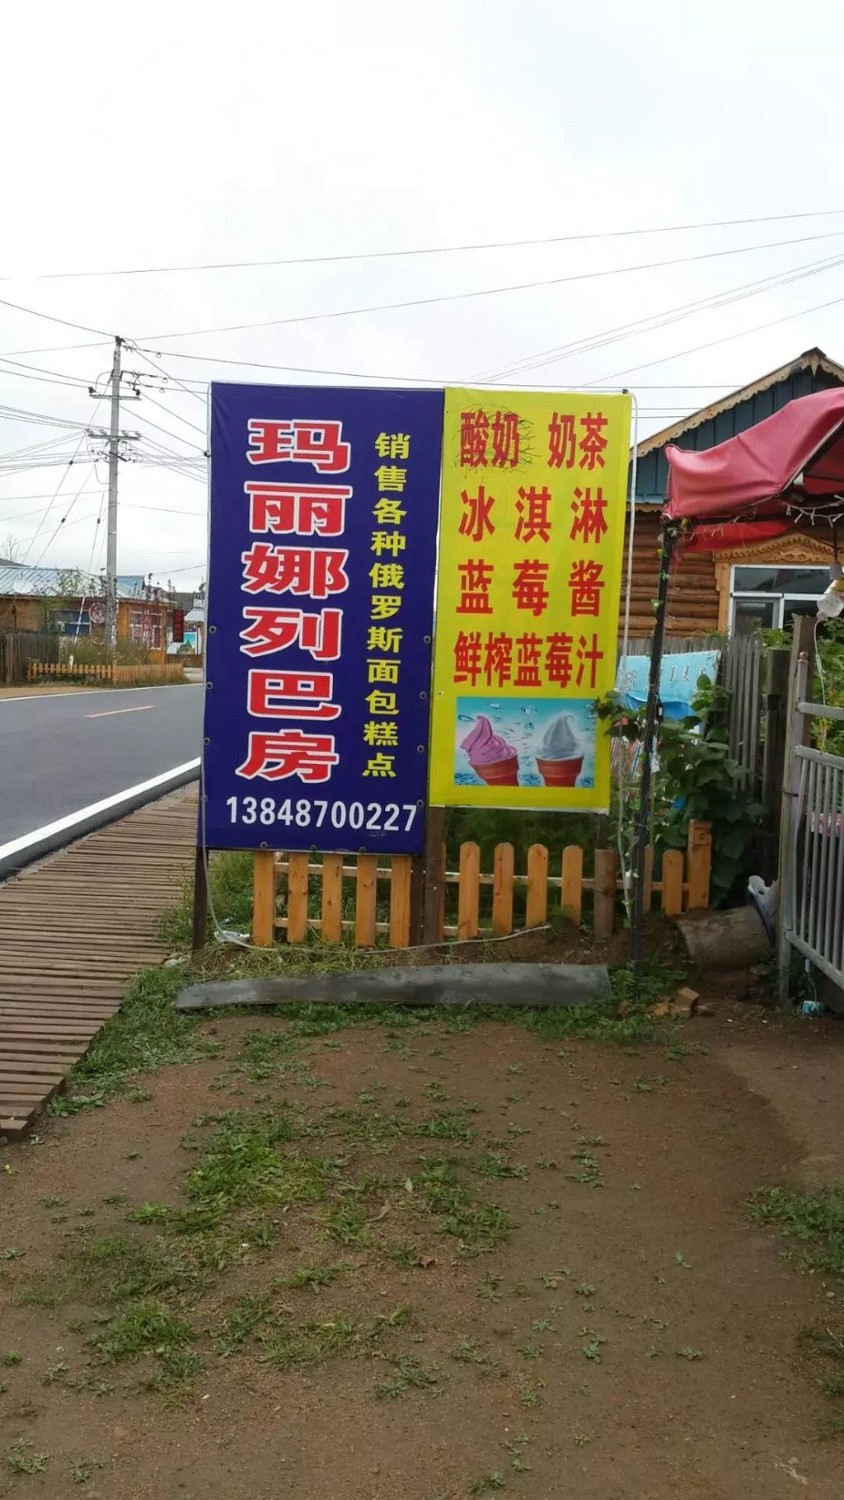 玛丽娜列巴房
销售各种俄罗斯面包糕点
13848700227
酸奶 奶茶
冰淇淋
蓝莓酱
鲜榨蓝莓汁